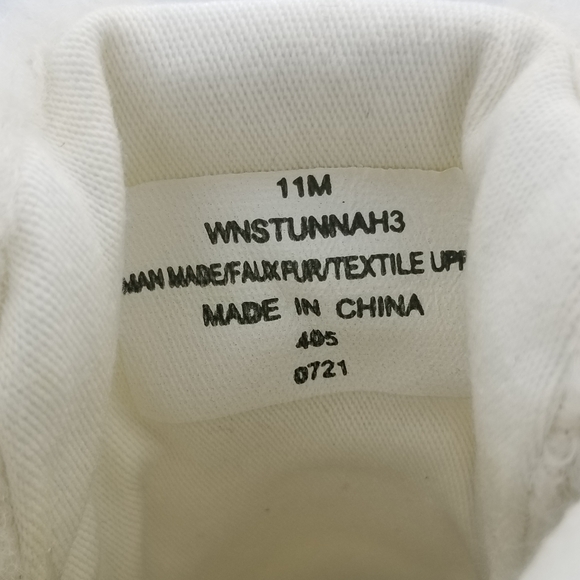 11M
WNSTUNNAH3
MAN MADE/FAUX FUR/TEXTILE UPP
MADE IN CHINA
405
0721